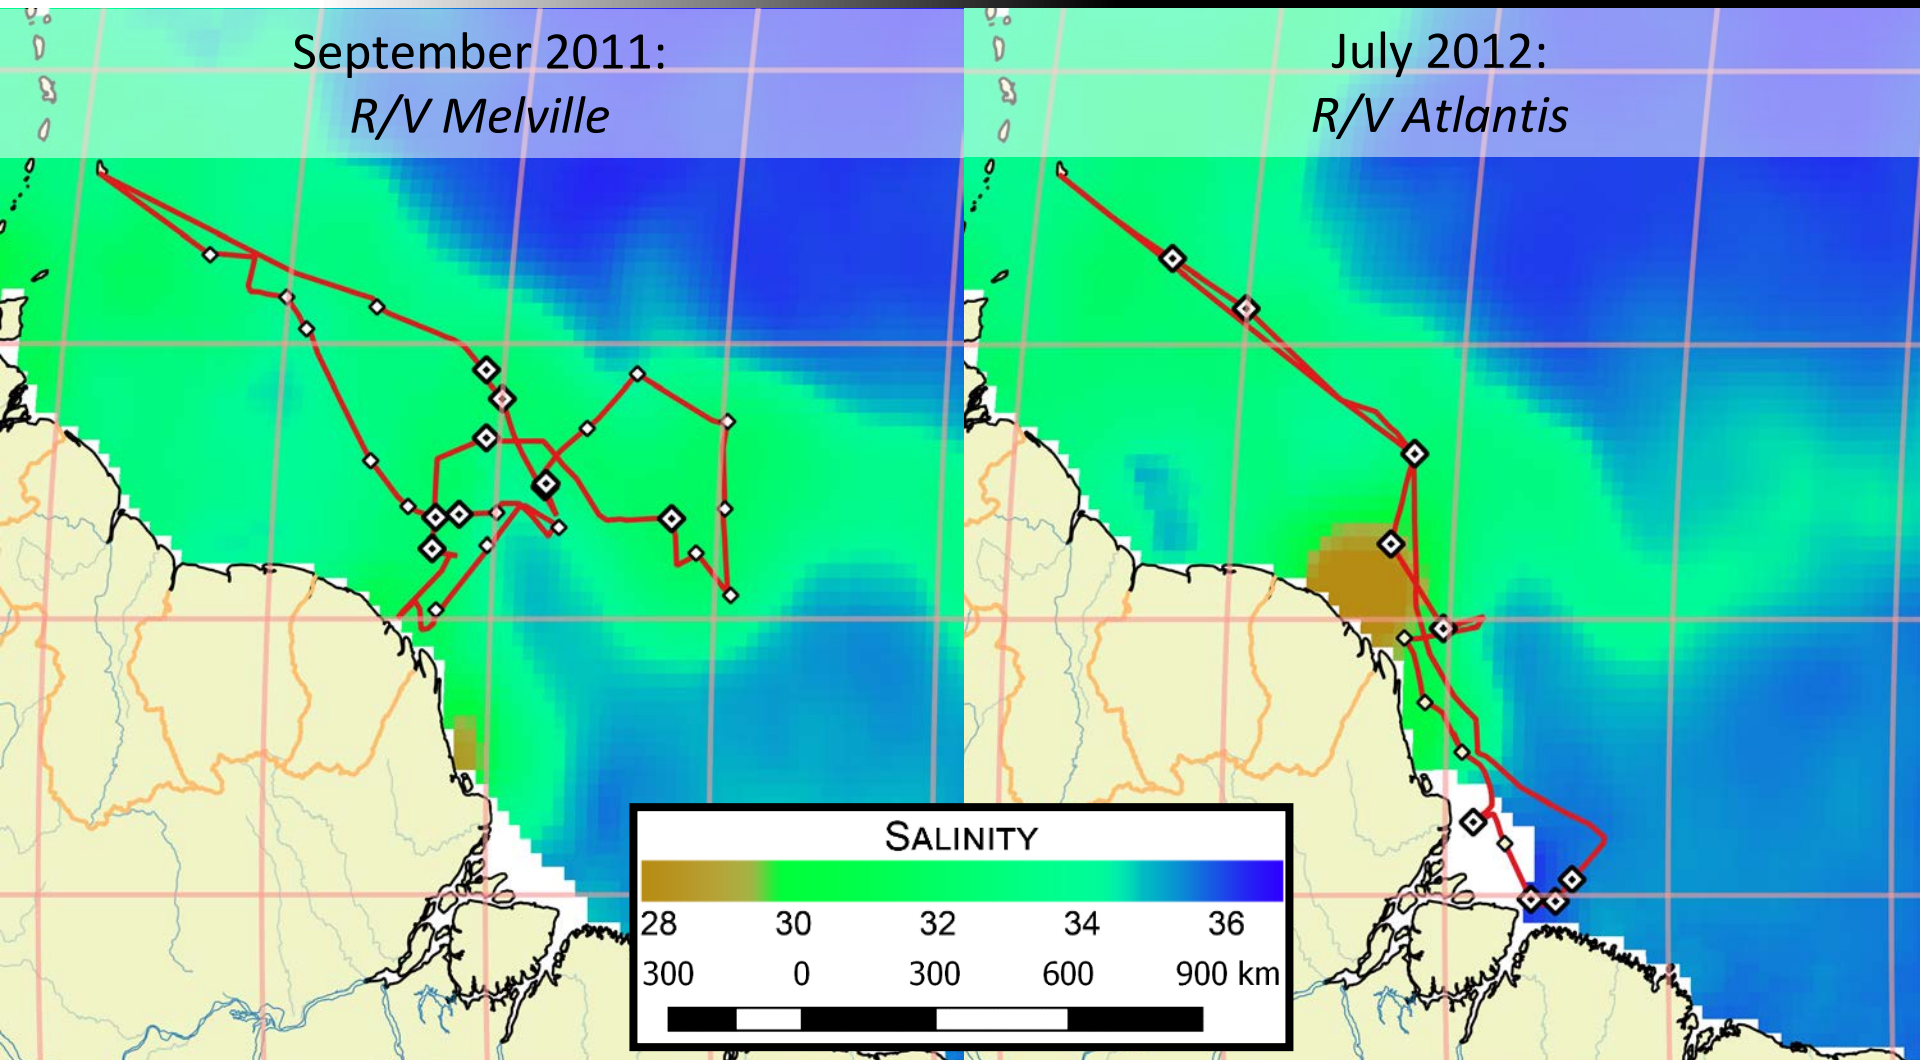 September 2011:
R/V Melville
July 2012:
R/V Atlantis
SALINITY
28 30 32 34 36
300 0 300 600 900 km